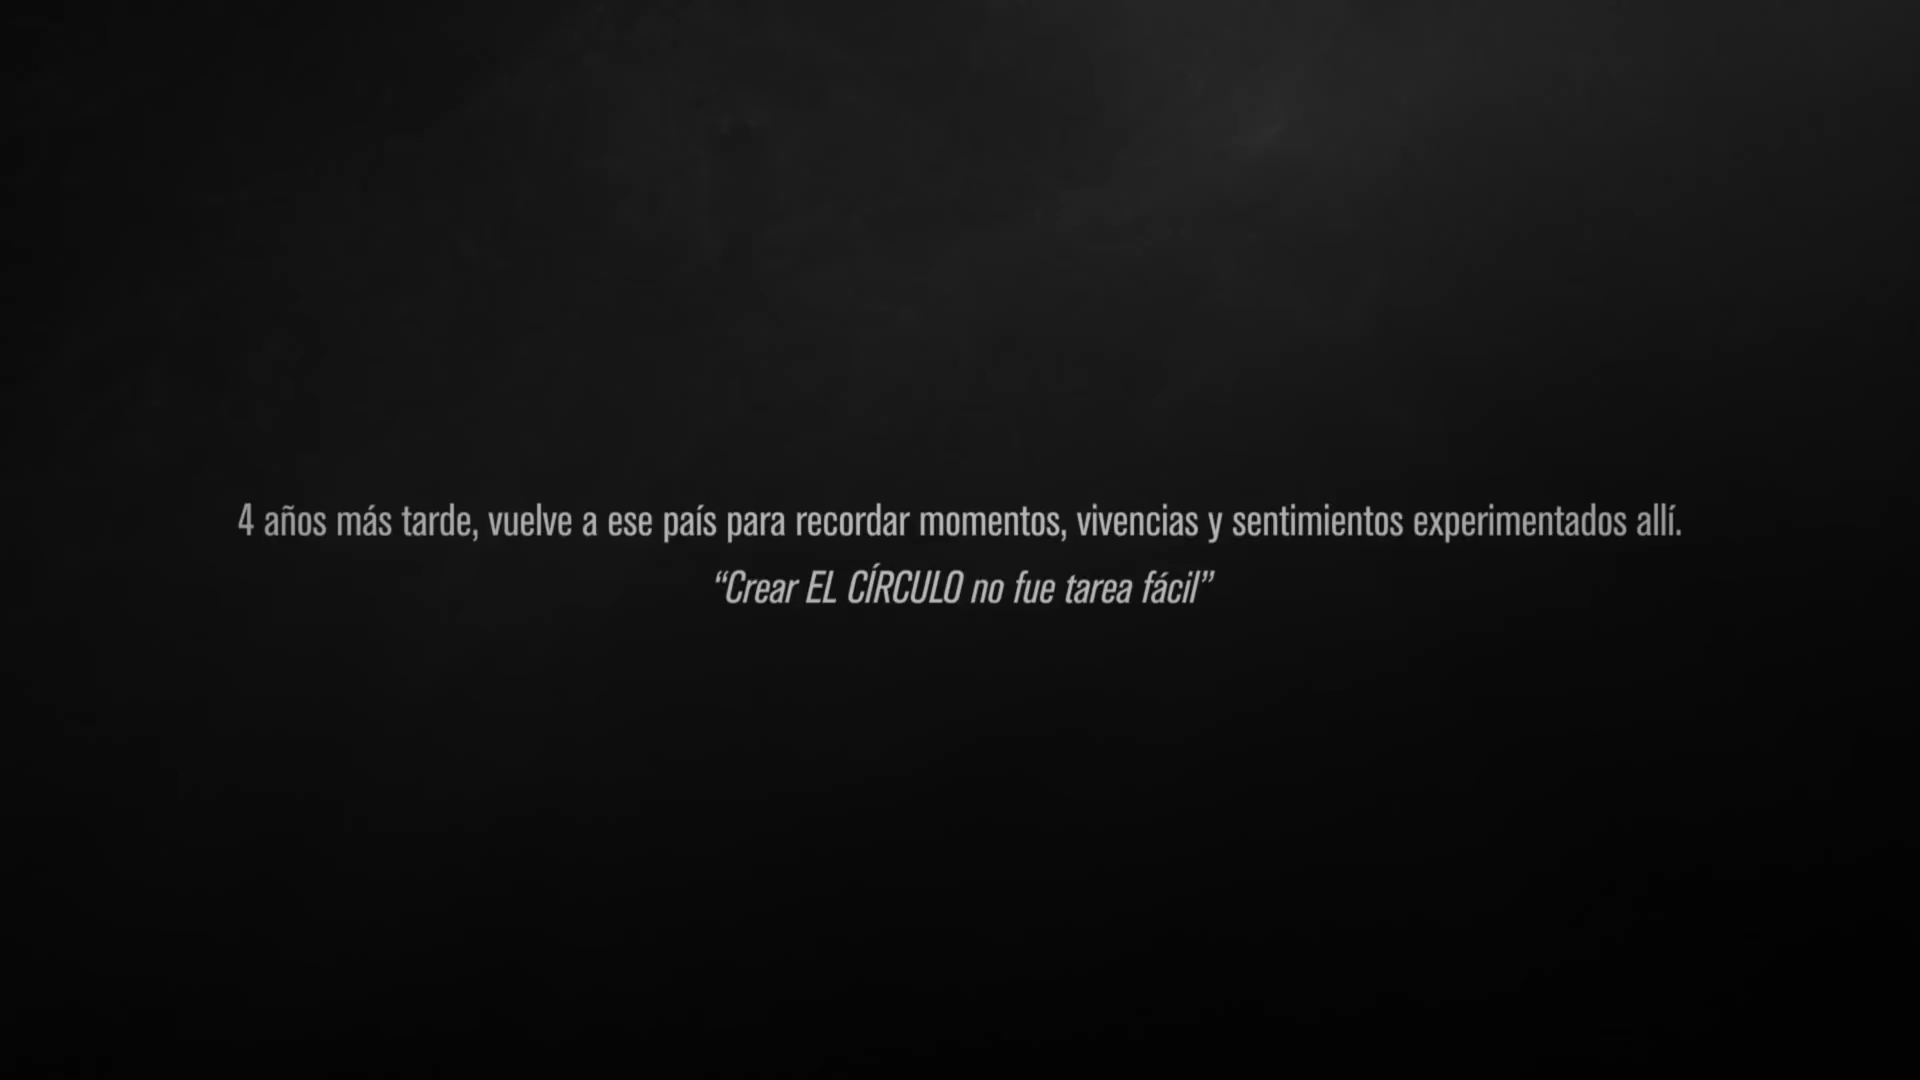 4 años más tarde, vuelve a ese país para recordar momentos, vivencias y sentimientos experimentados allí.
“Crear EL CÍRCULO no fue tarea fácil”